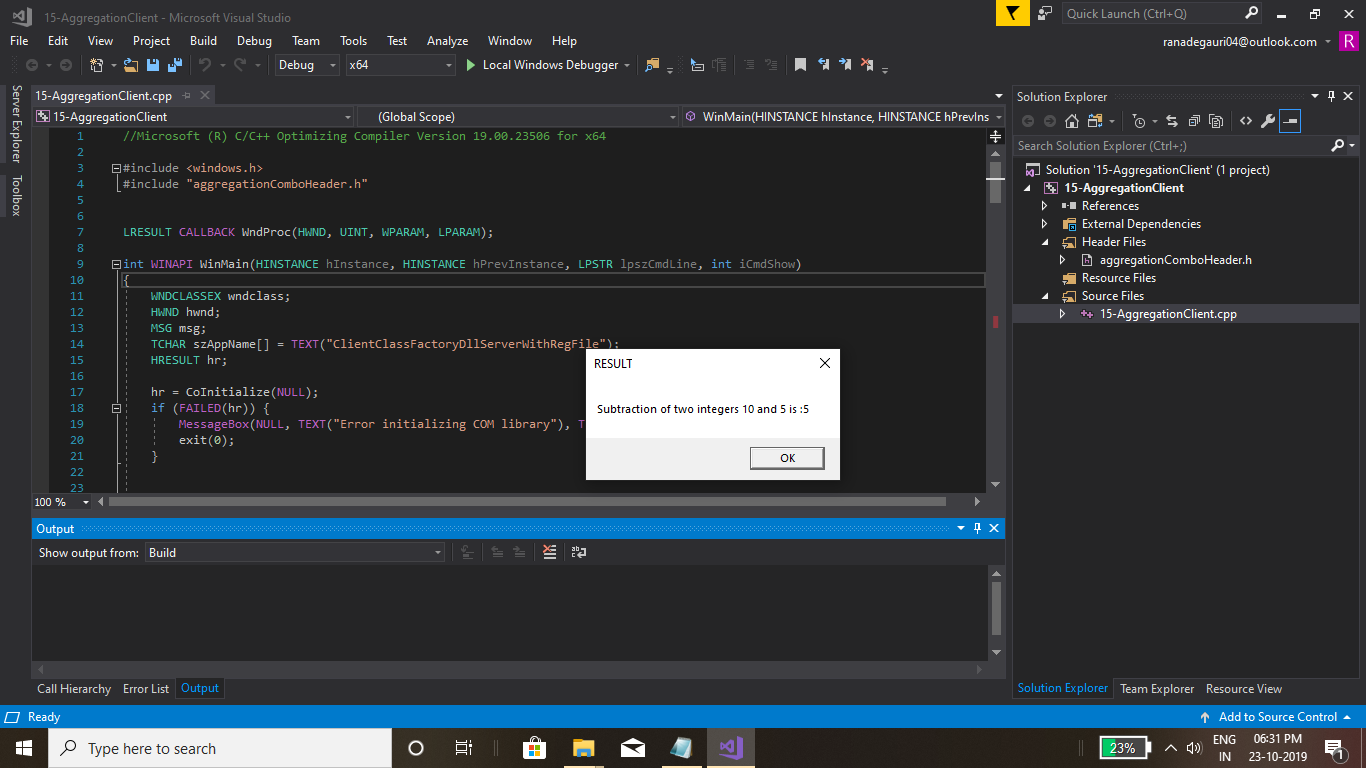 15-AggregationClient - Microsoft Visual Studio
Quick Launch (Ctrl+Q)
File Edit View Project Build Debug Team Tools Test Analyze Window Help
ranadegauri04@outlook.com R
Debug x64 Local Windows Debugger
Server Explorer
Toolbox
15-AggregationClient.cpp
15-AggregationClient (Global Scope) WinMain(HINSTANCE hInstance, HINSTANCE hPrevIns
1 //Microsoft (R) C/C++ Optimizing Compiler Version 19.00.23506 for x64
2
3 #include <windows.h>
4 #include "aggregationComboHeader.h"
5
6
7 LRESULT CALLBACK WndProc(HWND, UINT, WPARAM, LPARAM);
8
9 int WINAPI WinMain(HINSTANCE hInstance, HINSTANCE hPrevInstance, LPSTR lpszCmdLine, int iCmdShow)
10 {
11 WNDCLASSEX wndclass;
12 HWND hwnd;
13 MSG msg;
14 TCHAR szAppName[] = TEXT("ClientClassFactoryDllServerWithRegFile");
15 HRESULT hr;
16
17 hr = CoInitialize(NULL);
18 if (FAILED(hr)) {
19 MessageBox(NULL, TEXT("Error initializing COM library"), T
20 exit(0);
21 }
22
23
RESULT
Subtraction of two integers 10 and 5 is :5
OK
100 %
Output
Show output from: Build
Call Hierarchy Error List Output
Solution Explorer
Search Solution Explorer (Ctrl+;)
Solution '15-AggregationClient' (1 project)
15-AggregationClient
References
External Dependencies
Header Files
aggregationComboHeader.h
Resource Files
Source Files
15-AggregationClient.cpp
Solution Explorer Team Explorer Resource View
Ready
Add to Source Control
Type here to search
23%
ENG
IN
06:31 PM
23-10-2019
1